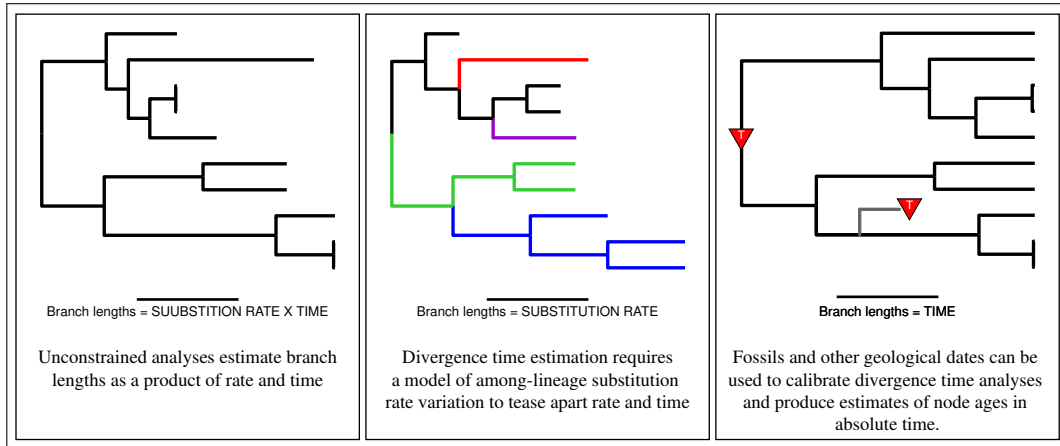 Branch lengths = SUUBSTITION RATE X TIME
Unconstrained analyses estimate branch
lengths as a product of rate and time
Branch lengths = SUBSTITUTION RATE
Divergence time estimation requires
a model of among-lineage substitution
rate variation to tease apart rate and time
T
T
Branch lengths = TIME
Fossils and other geological dates can be
used to calibrate divergence time analyses
and produce estimates of node ages in
absolute time.